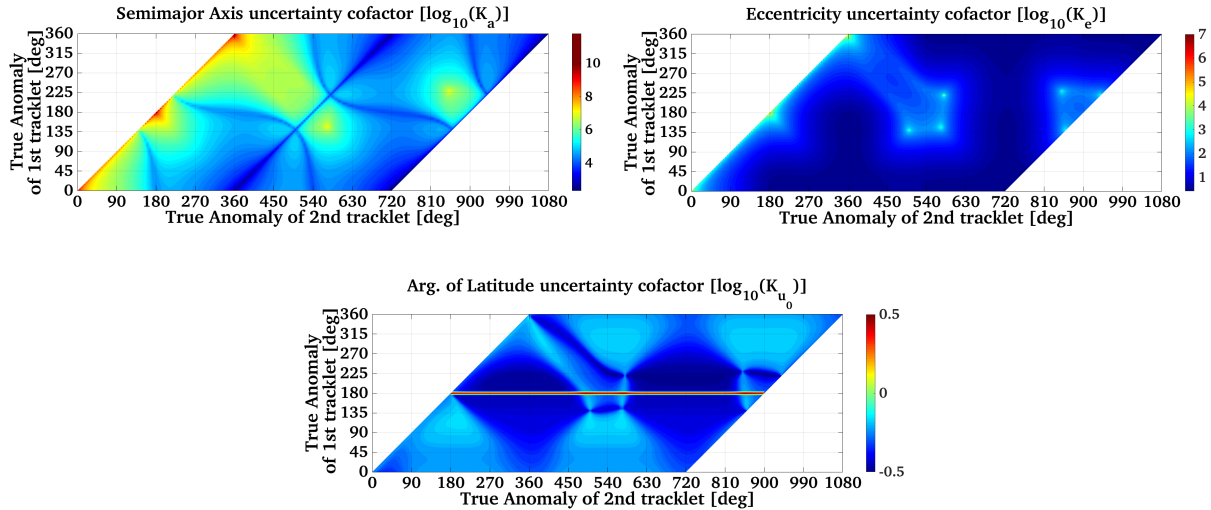 Semimajor Axis uncertainty cofactor [log10(Ka)]
360
315
270
225
180
135
90
45
0
True Anomaly
of 1st tracklet [deg]
0 90 180 270 360 450 540 630 720 810 900 990 1080
True Anomaly of 2nd tracklet [deg]
10
8
6
4
Eccentricity uncertainty cofactor [log10(Ke)]
360
315
270
225
180
135
90
45
0
True Anomaly
of 1st tracklet [deg]
0 90 180 270 360 450 540 630 720 810 900 990 1080
True Anomaly of 2nd tracklet [deg]
7
6
5
4
3
2
1
Arg. of Latitude uncertainty cofactor [log10(Ku0)]
360
315
270
225
180
135
90
45
0
True Anomaly
of 1st tracklet [deg]
0 90 180 270 360 450 540 630 720 810 900 990 1080
True Anomaly of 2nd tracklet [deg]
0.5
0
-0.5